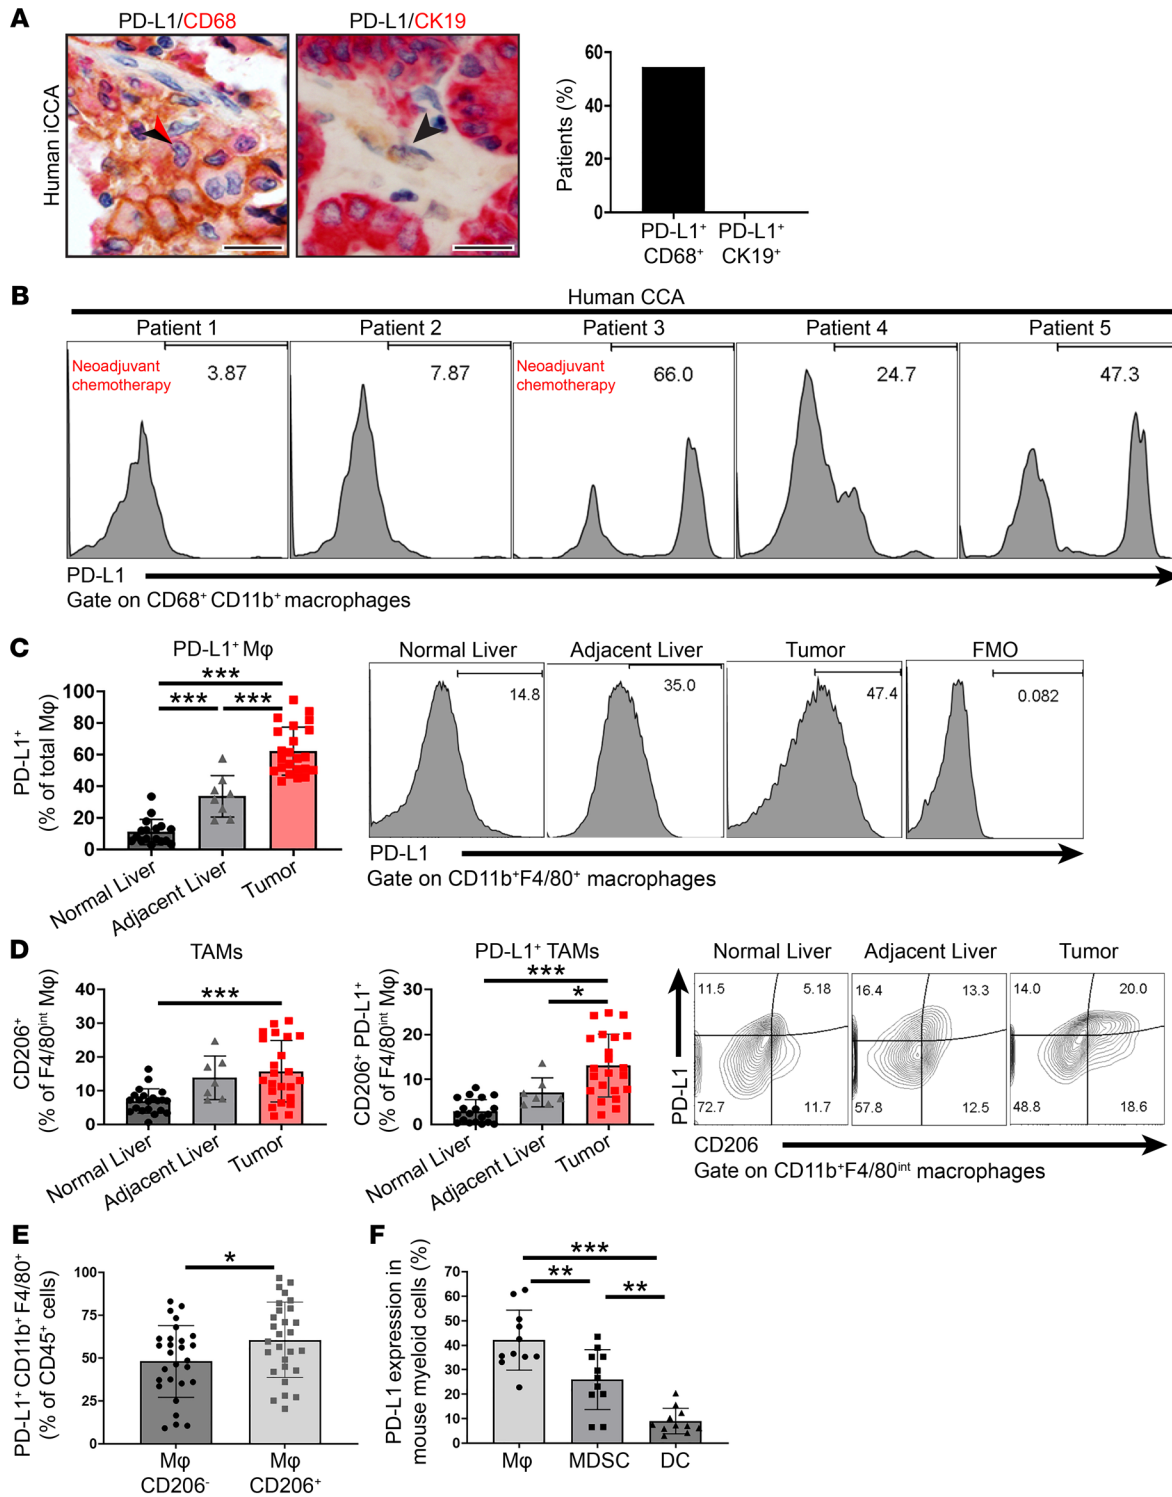 A
PD-L1/CD68
PD-L1/CK19
Human iCCA
Patients (%)
60
40
20
0
PD-L1+ CD68+
PD-L1+ CK19+
B
Human CCA
Patient 1
Patient 2
Patient 3
Patient 4
Patient 5
Neoadjuvant chemotherapy
3.87
7.87
Neoadjuvant chemotherapy
66.0
24.7
47.3
PD-L1
Gate on CD68+ CD11b+ macrophages
C
PD-L1+ Mφ
PD-L1+ (% of total Mφ)
100
80
60
40
20
0
***
***
***
Normal Liver
Adjacent Liver
Tumor
Normal Liver
Adjacent Liver
Tumor
FMO
14.8
35.0
47.4
0.082
PD-L1
Gate on CD11b+F4/80+ macrophages
D
TAMs
CD206+ (% of F4/80int Mφ)
40
30
20
10
0
***
Normal Liver
Adjacent Liver
Tumor
PD-L1+ TAMs
CD206+ PD-L1+ (% of F4/80int Mφ)
30
20
10
0
***
*
Normal Liver
Adjacent Liver
Tumor
Normal Liver
Adjacent Liver
Tumor
11.5
5.18
72.7
11.7
16.4
13.3
57.8
12.5
14.0
20.0
48.8
18.6
PD-L1
CD206
Gate on CD11b+F4/80int macrophages
E
PD-L1+ CD11b+ F4/80+ (% of CD45+ cells)
100
75
50
25
0
*
Mφ CD206-
Mφ CD206+
F
PD-L1 expression in mouse myeloid cells (%)
70
60
50
40
30
20
10
0
***
**
**
Mφ
MDSC
DC